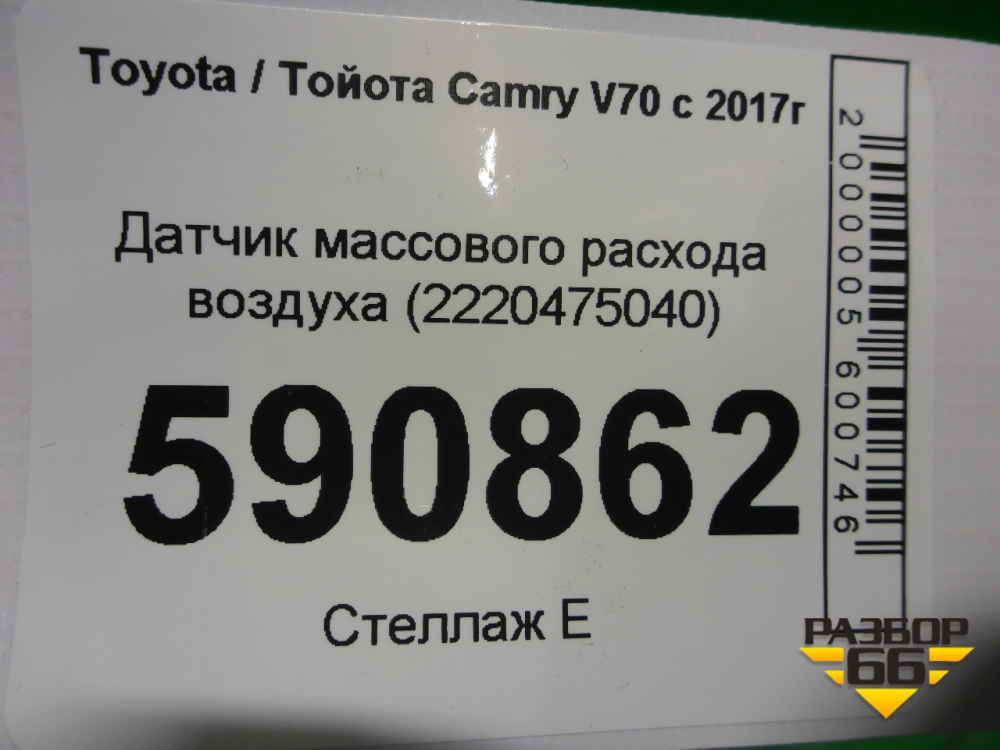 Toyota / Тойота Camry V70 с 2017г
Датчик массового расхода
воздуха (2220475040)
590862
Стеллаж Е
2000005600746
РАЗБОР
66